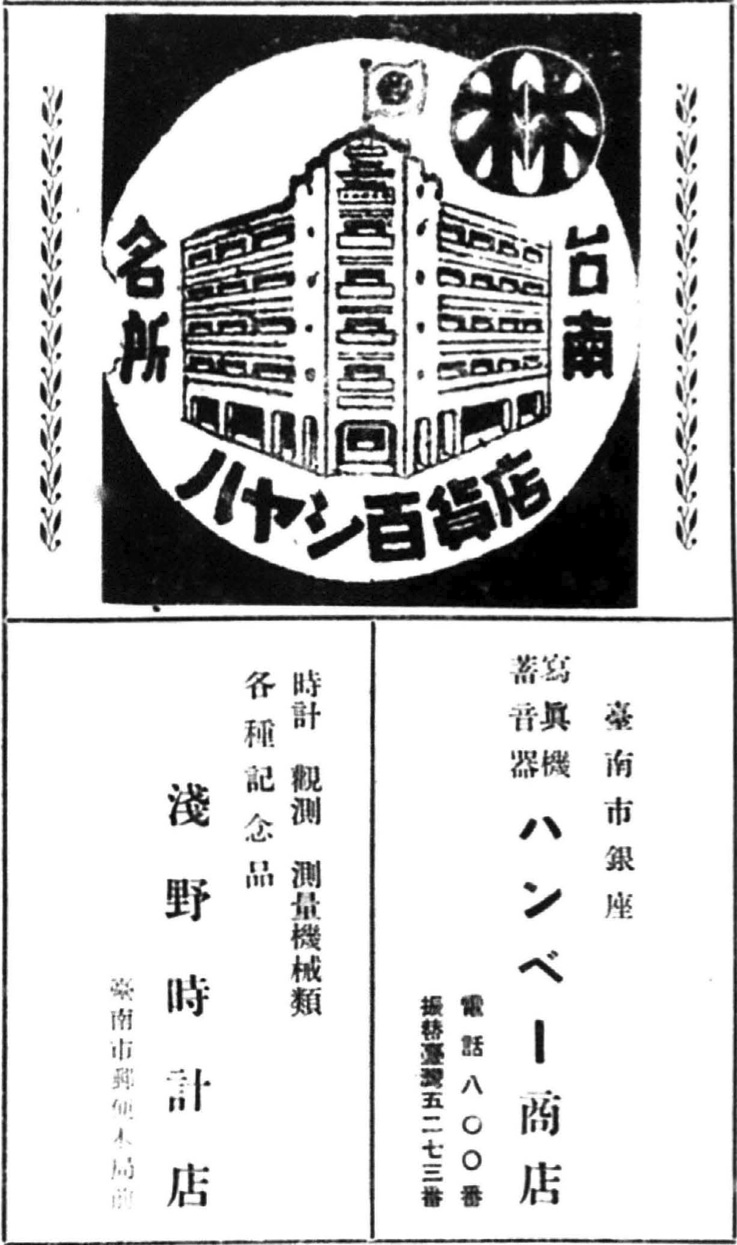 林
台南
名所
ハヤシ百貨店
臺南市銀座
寫眞機
蓄音器
ハンベー商店
電話八〇〇番
振替臺灣五二七三番
時計 觀測 測量機械類
各種記念品
淺野時計店
臺南市郵便本局前